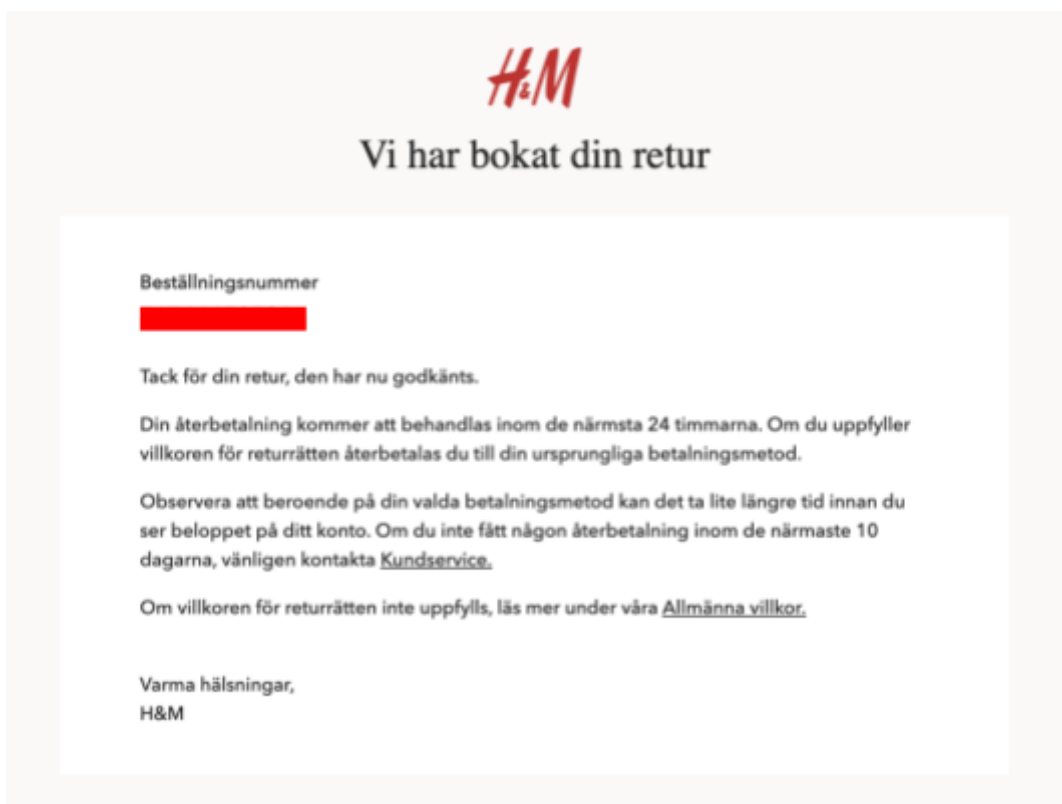 H&M
Vi har bokat din retur
Beställningsnummer
Tack för din retur, den har nu godkänts.
Din återbetalning kommer att behandlas inom de närmsta 24 timmarna. Om du uppfyller
villkoren för returrätten återbetalas du till din ursprungliga betalningsmetod.
Observera att beroende på din valda betalningsmetod kan det ta lite längre tid innan du
ser beloppet på ditt konto. Om du inte fått någon återbetalning inom de närmaste 10
dagarna, vänligen kontakta Kundservice.
Om villkoren för returrätten inte uppfylls, läs mer under våra Allmänna villkor.
Varma hälsningar,
H&M